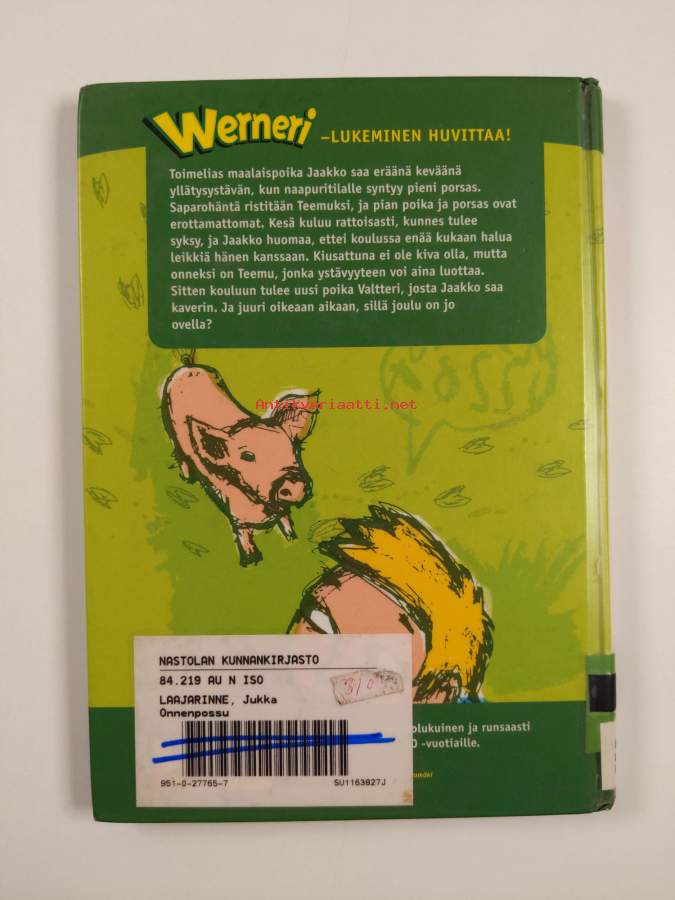 Werneri –LUKEMINEN HUVITTAA!
Toimelias maalaispoika Jaakko saa eräänä keväänä
yllätysystävän, kun naapuritilalle syntyy pieni porsas.
Saparohäntä ristitään Teemuksi, ja pian poika ja porsas ovat
erottamattomat. Kesä kuluu rattoisasti, kunnes tulee
syksy, ja Jaakko huomaa, ettei koulussa enää kukaan halua
leikkiä hänen kanssaan. Kiusattuna ei ole kiva olla, mutta
onneksi on Teemu, jonka ystävyyteen voi aina luottaa.
Sitten kouluun tulee uusi poika Valtteri, josta Jaakko saa
kaverin. Ja juuri oikeaan aikaan, sillä joulu on jo
ovella?
Antikvariaatti.net
NASTOLAN KUNNANKIRJASTO
84.219 AU N ISO
LAAJARINNE, Jukka
Onnenpossu
951-0-27765-7 SU1163827J
olukuinen ja runsaasti
-vuotiaille.